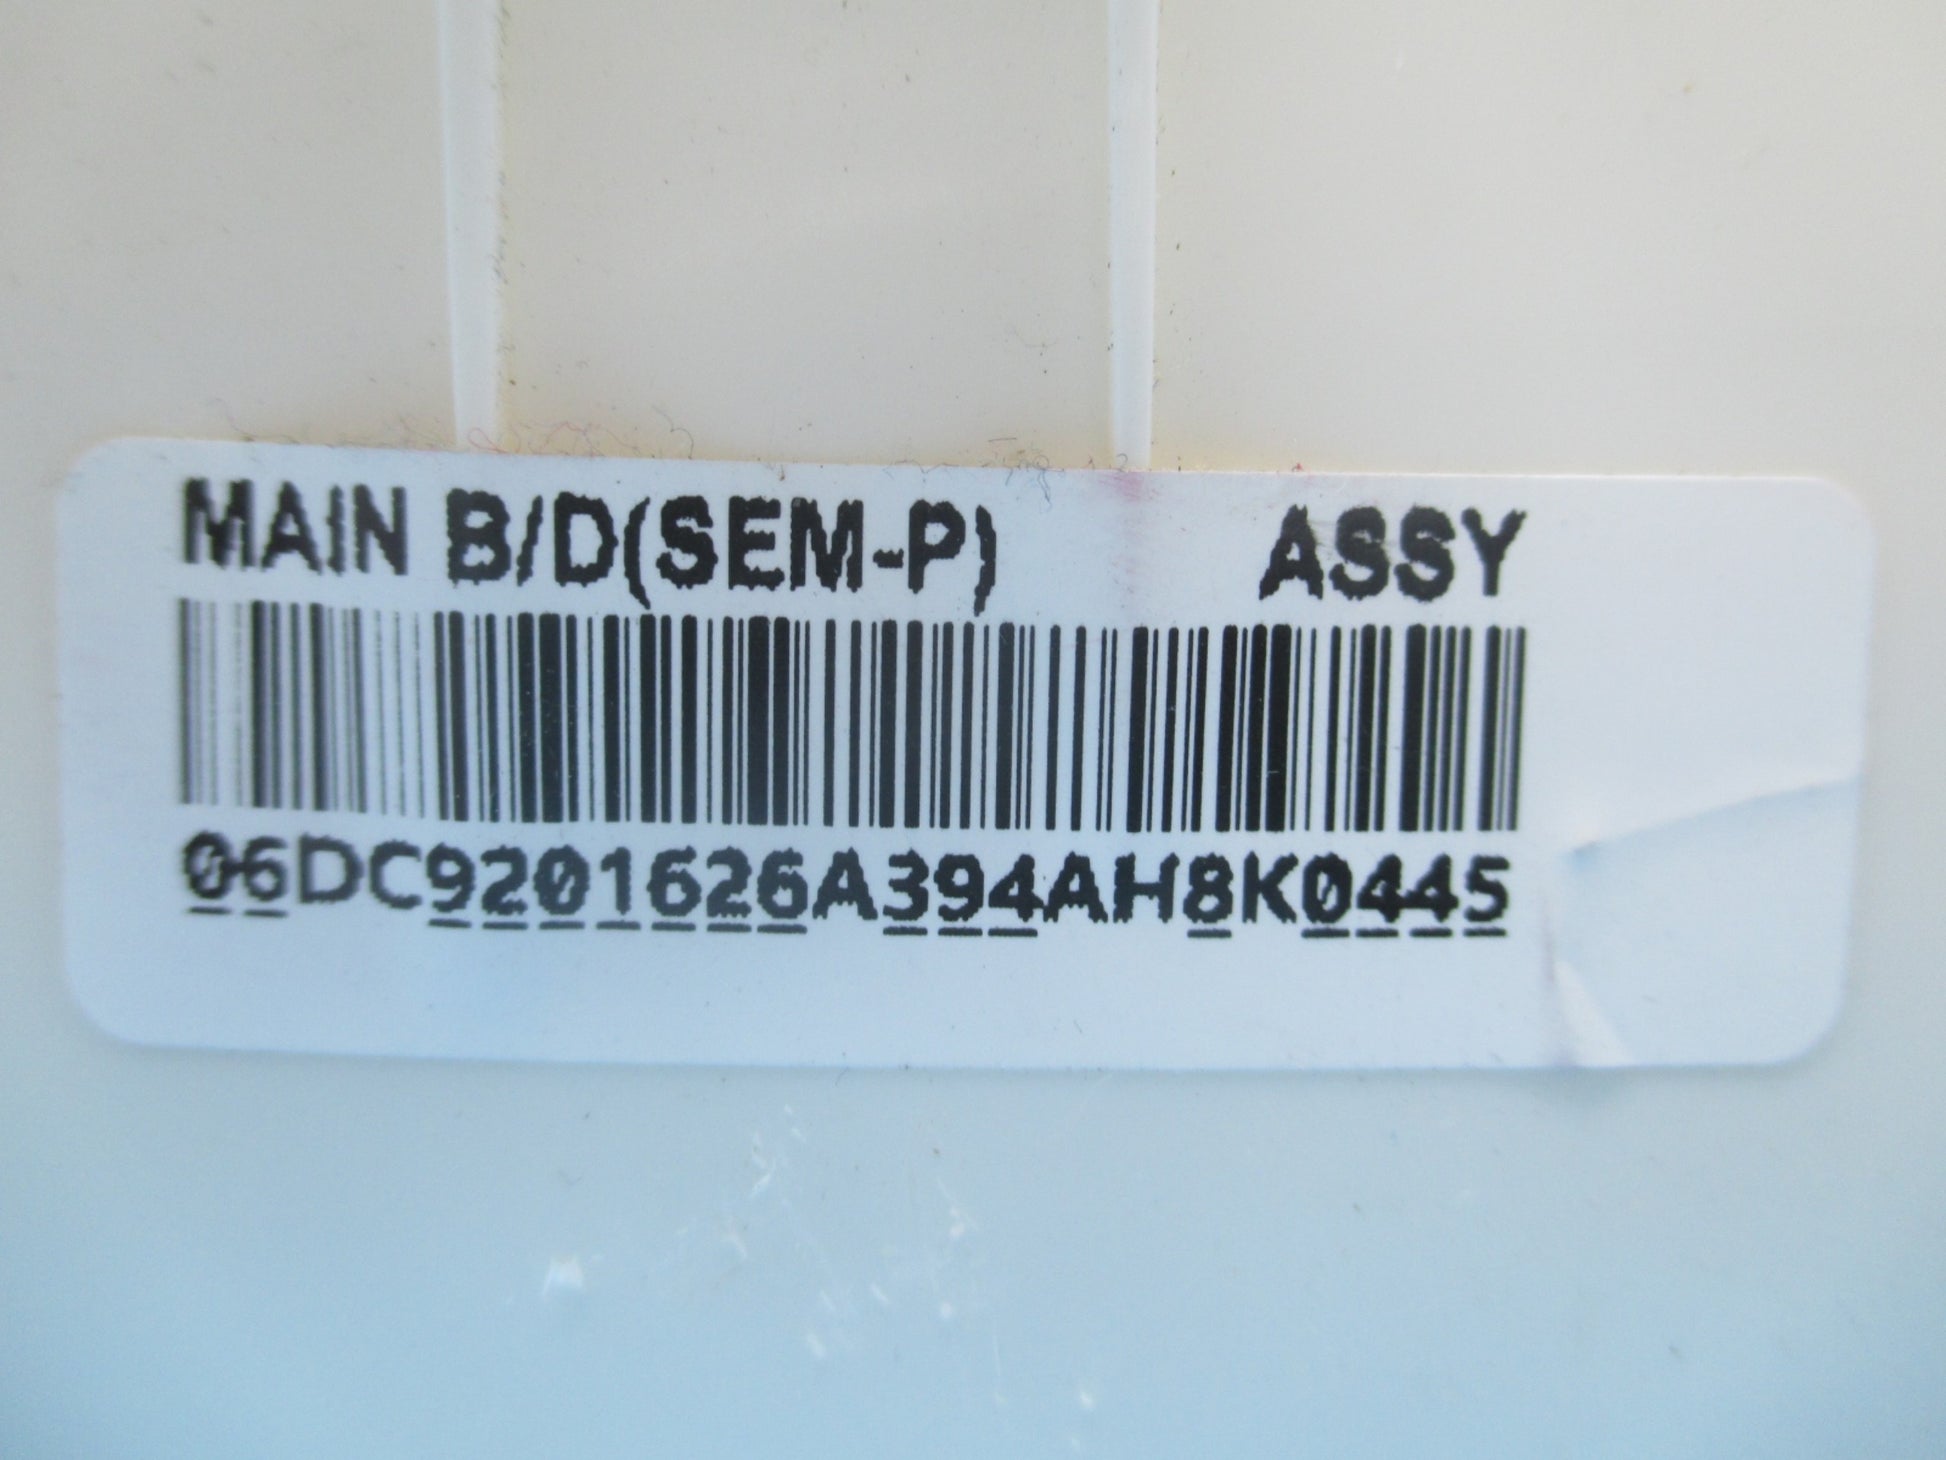 MAIN B/D(SEM-P) ASSY
06DC9201626A394AH8K0445